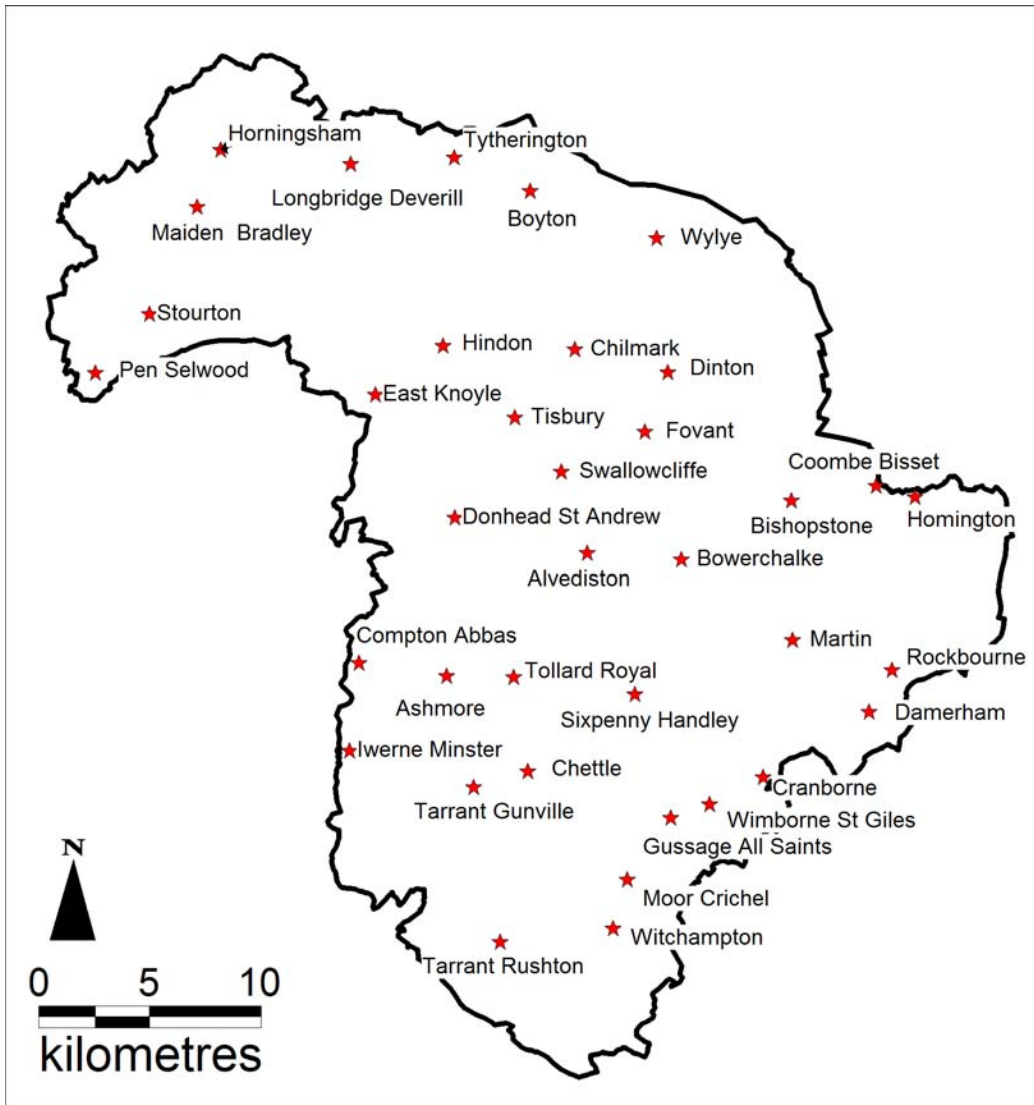 Horningsham
Tytherington
Longbridge Deverill
Boyton
Maiden Bradley
Wylye
Stourton
Hindon
Chilmark
Pen Selwood
Dinton
East Knoyle
Tisbury
Fovant
Coombe Bisset
Swallowcliffe
Donhead St Andrew
Bishopstone
Homington
Alvediston
Bowerchalke
Compton Abbas
Martin
Rockbourne
Tollard Royal
Ashmore
Sixpenny Handley
Damerham
Iwerne Minster
Chettle
Cranborne
Tarrant Gunville
Wimborne St Giles
Gussage All Saints
N
Moor Crichel
Witchampton
Tarrant Rushton
0 5 10
kilometres